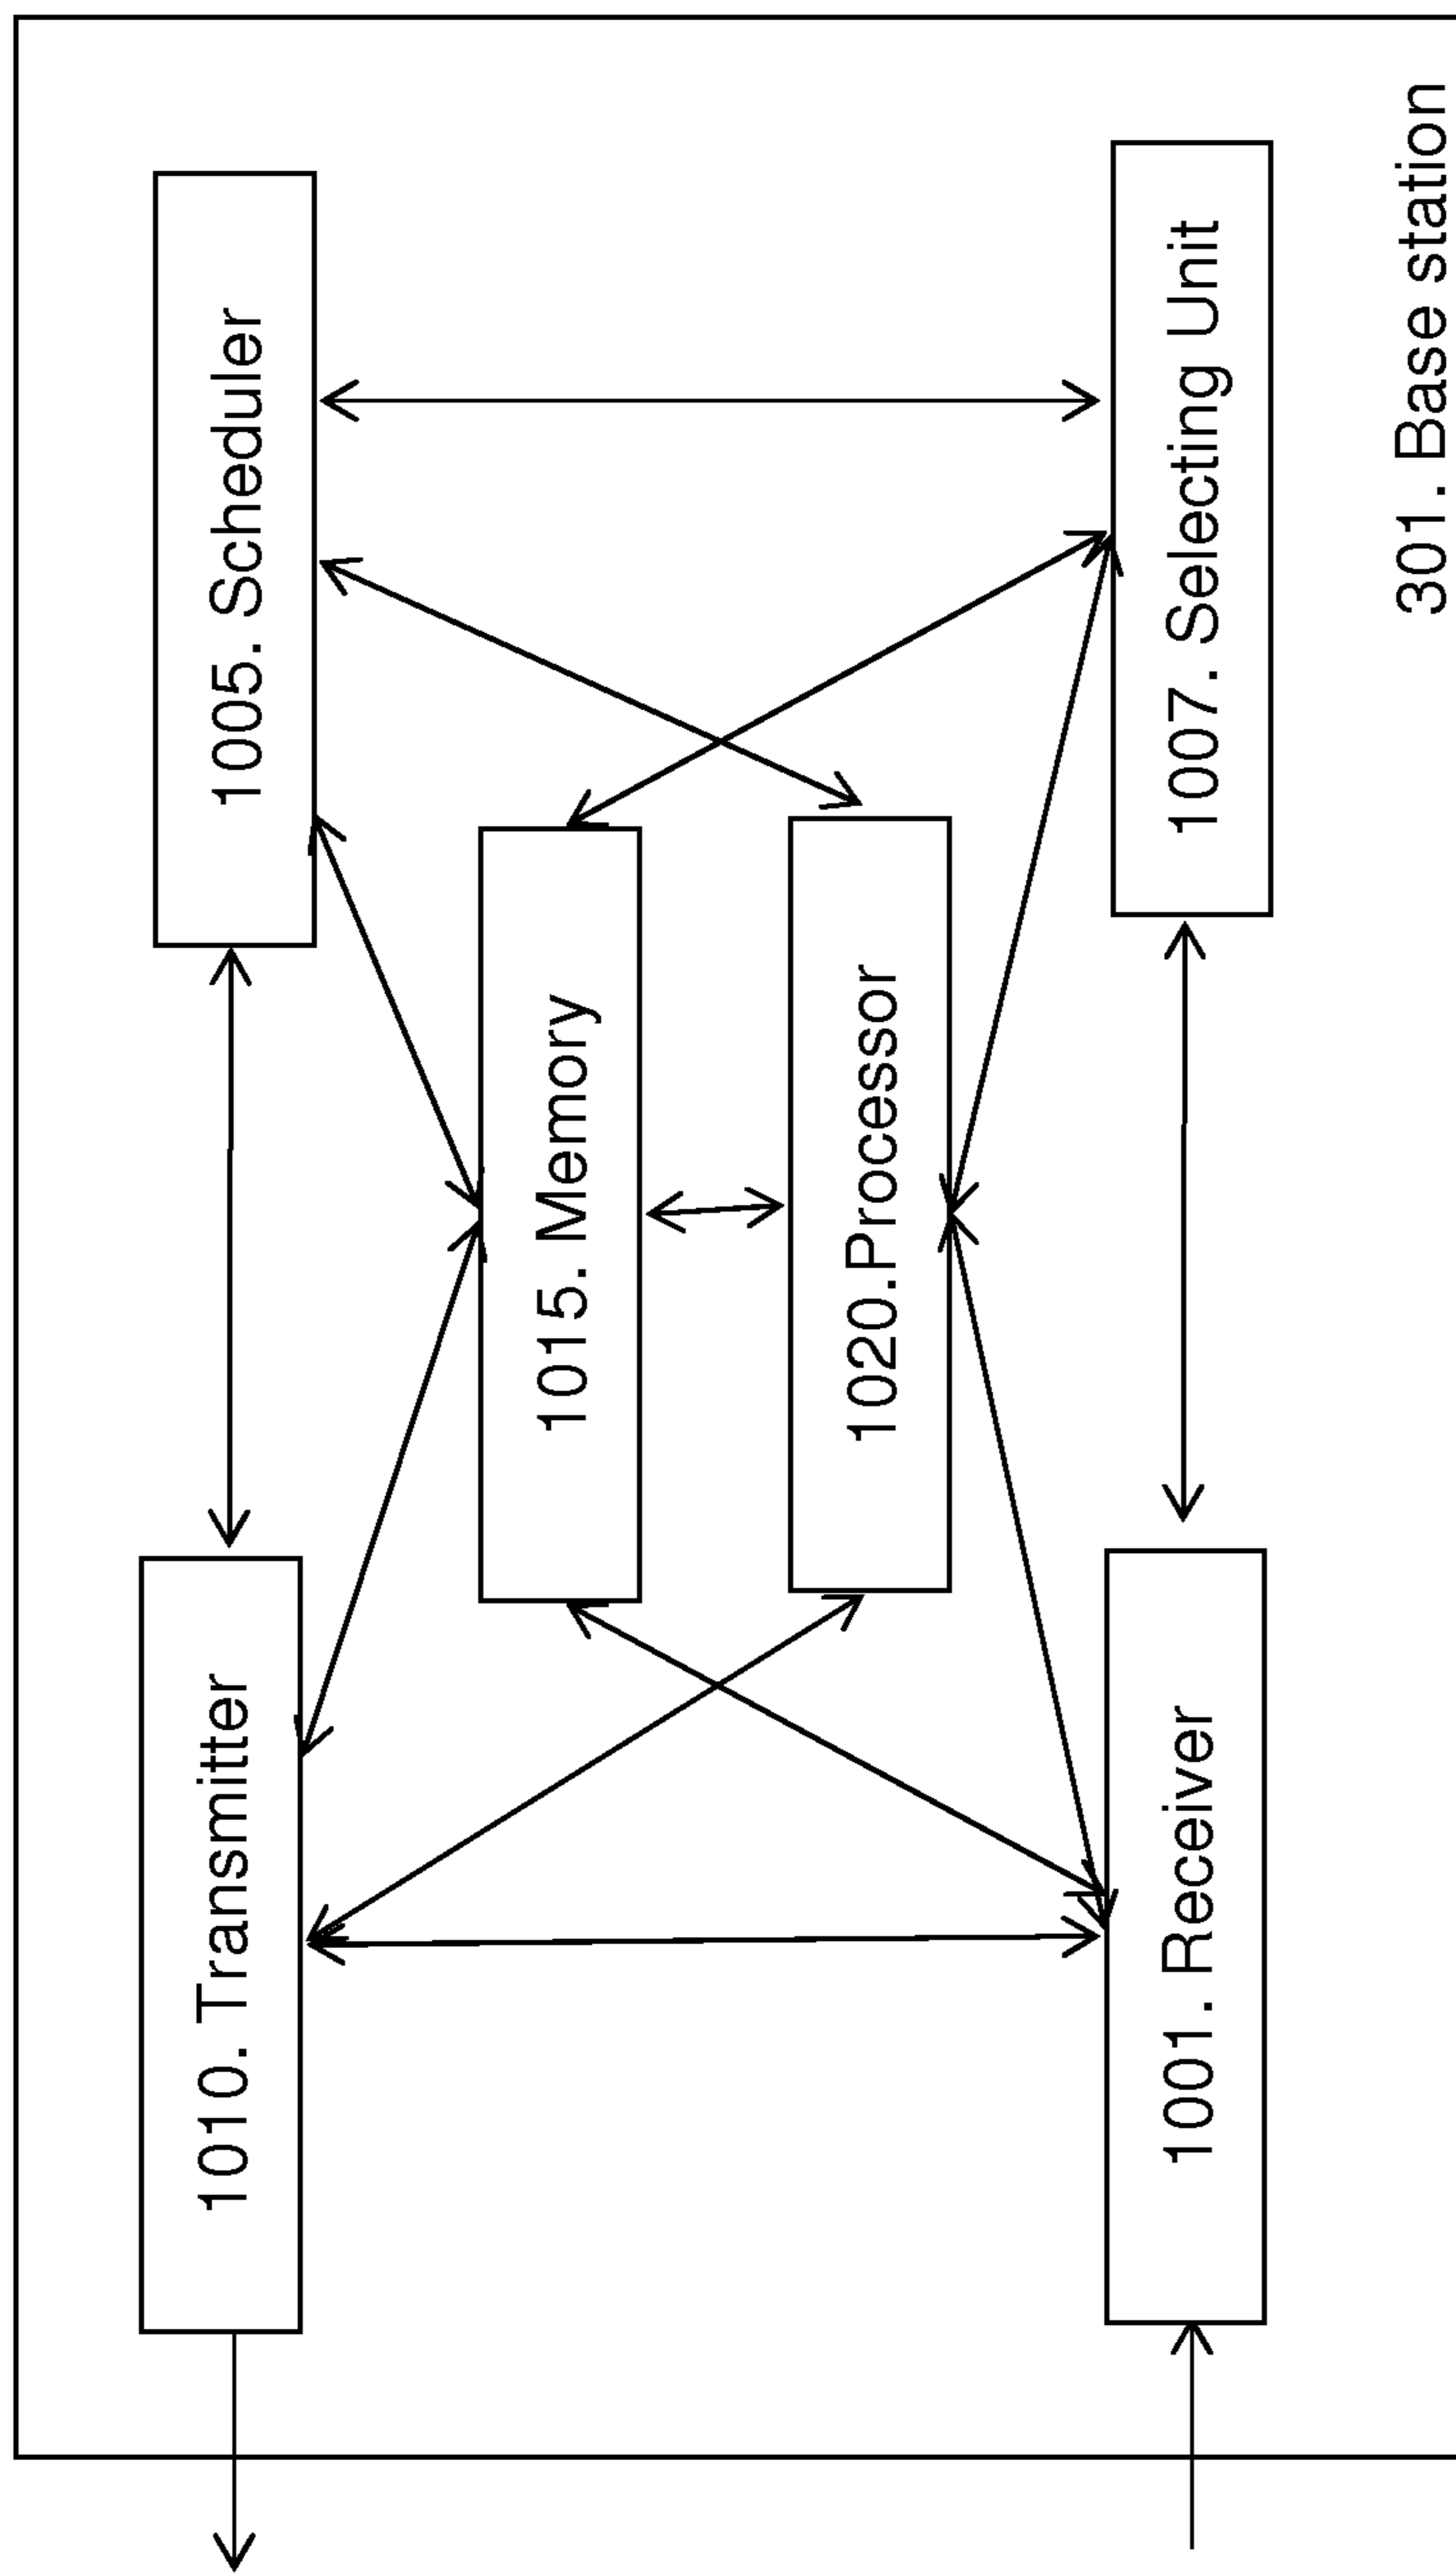 1010. Transmitter
1005. Scheduler
1015. Memory
1020.Processor
1001. Receiver
1007. Selecting Unit
301. Base station